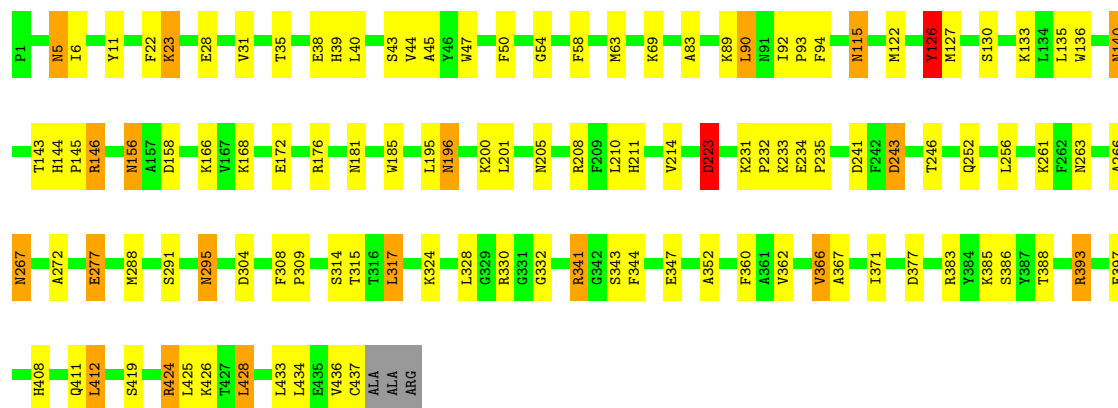 P1 N5 I6 Y11 F22 K23 E28 V31 T35 E38 H39 L40 S43 V44 A45 Y46 W47 F50 G54 F58 M63 K69 A83 K89 L90 N91 I92 P93 F94 N115 M122 Y126 M127 S130 K133 L134 L135 W136 N140
T143 H144 P145 R146 N156 A157 D158 K166 V167 K168 E172 R176 N181 W185 L195 N196 K200 L201 N205 R208 F209 L210 H211 V214 D223 K231 P232 K233 E234 P235 D241 F242 D243 T246 Q252 L256 K261 F262 N263 A266
N267 A272 E277 M288 S291 N295 D304 F308 P309 S314 T315 T316 L317 K324 L328 G329 R330 G331 G332 R341 G342 S343 F344 E347 A352 F360 A361 V362 V366 A367 I371 D377 R383 Y384 K385 S386 Y387 T388 R393 E397
H408 Q411 L412 S419 R424 L425 K426 T427 L428 L433 L434 E435 V436 C437 ALA ALA ARG